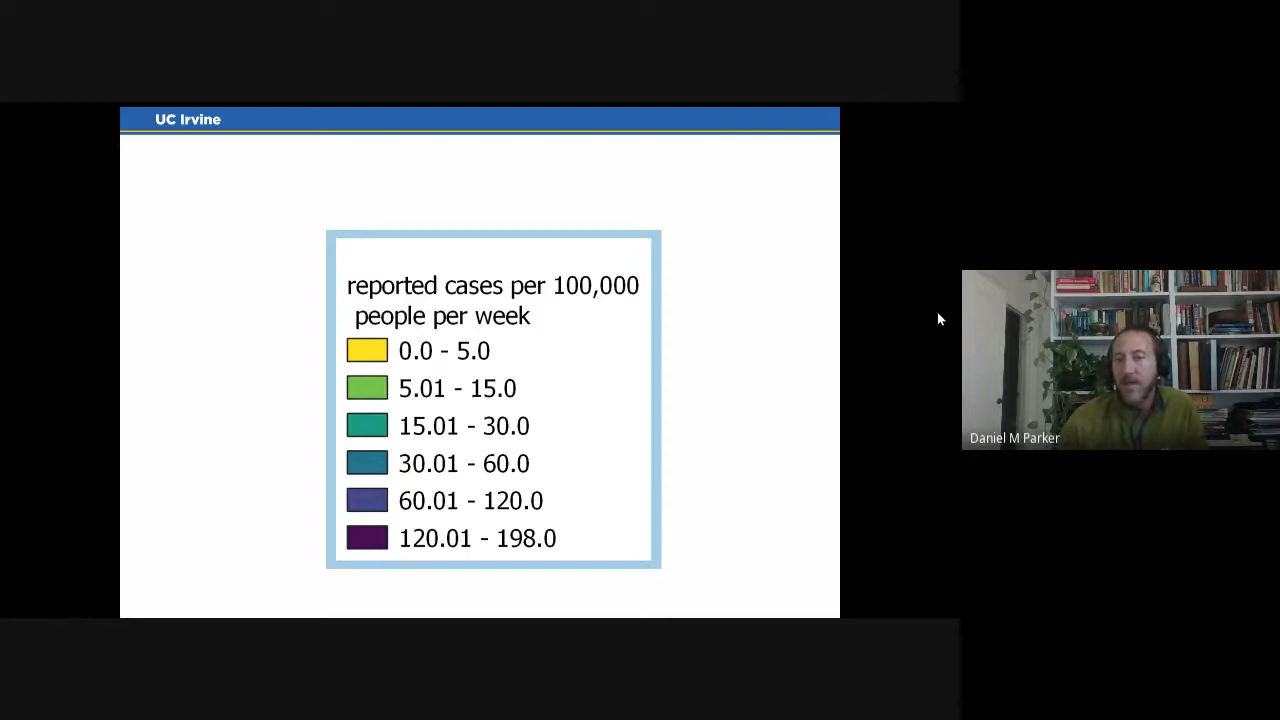 UC Irvine
reported cases per 100,000
people per week
0.0 - 5.0
5.01 - 15.0
15.01 - 30.0
30.01 - 60.0
60.01 - 120.0
120.01 - 198.0
Daniel M Parker